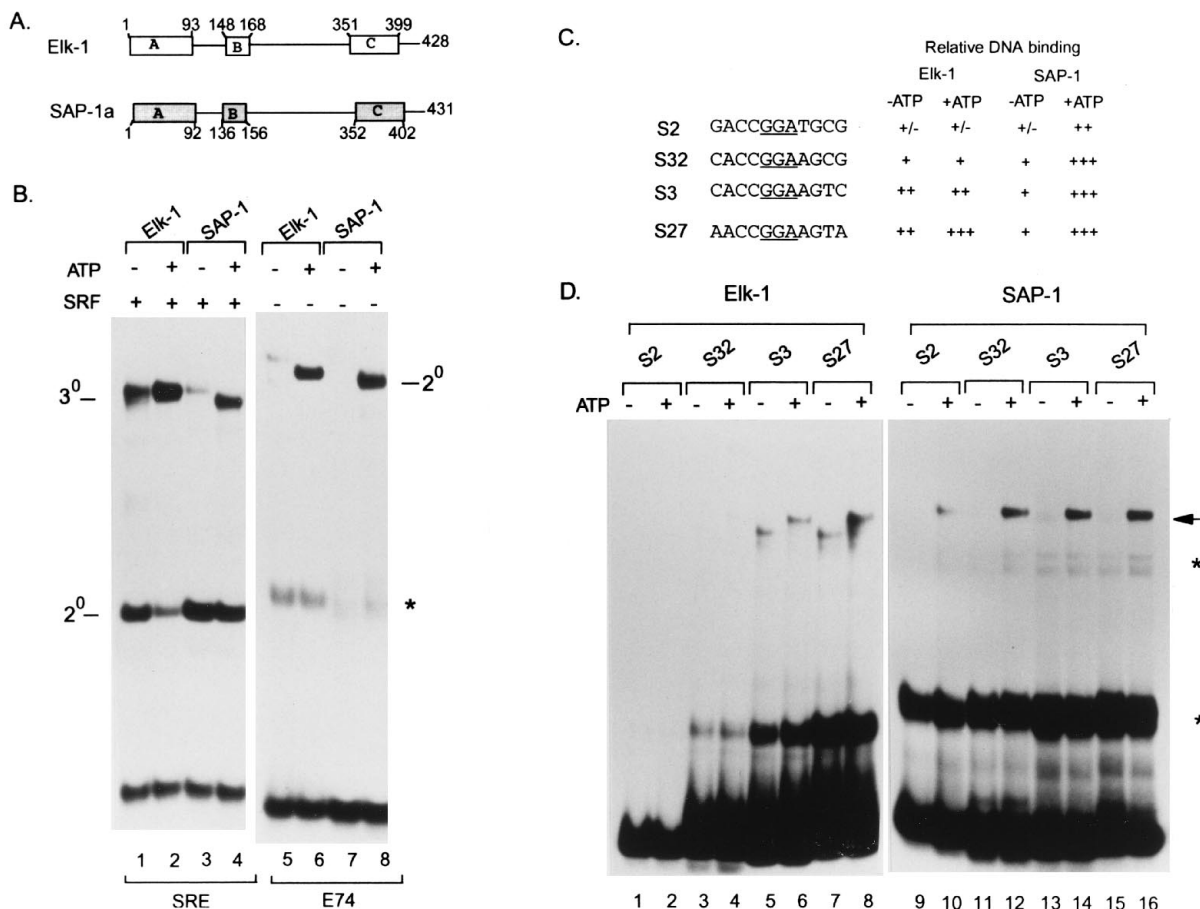 A.
1 93 148 168 351 399
Elk-1 A B C 428
SAP-1a A B C 431
1 92 136 156 352 402
B.
Elk-1 SAP-1 Elk-1 SAP-1
ATP - + - + - + - +
SRF + + + + - - - -
3⁰– –2⁰
2⁰– *
1 2 3 4 5 6 7 8
SRE E74
C.
Relative DNA binding
Elk-1 SAP-1
-ATP +ATP -ATP +ATP
S2 GACCGGATGCG +/- +/- +/- ++
S32 CACCGGAAGCG + + + +++
S3 CACCGGAAGTC ++ ++ + +++
S27 AACCGGAAGTA ++ +++ + +++
D.
Elk-1 SAP-1
S2 S32 S3 S27 S2 S32 S3 S27
ATP - + - + - + - + - + - + - + - +
*
*
1 2 3 4 5 6 7 8 9 10 11 12 13 14 15 16